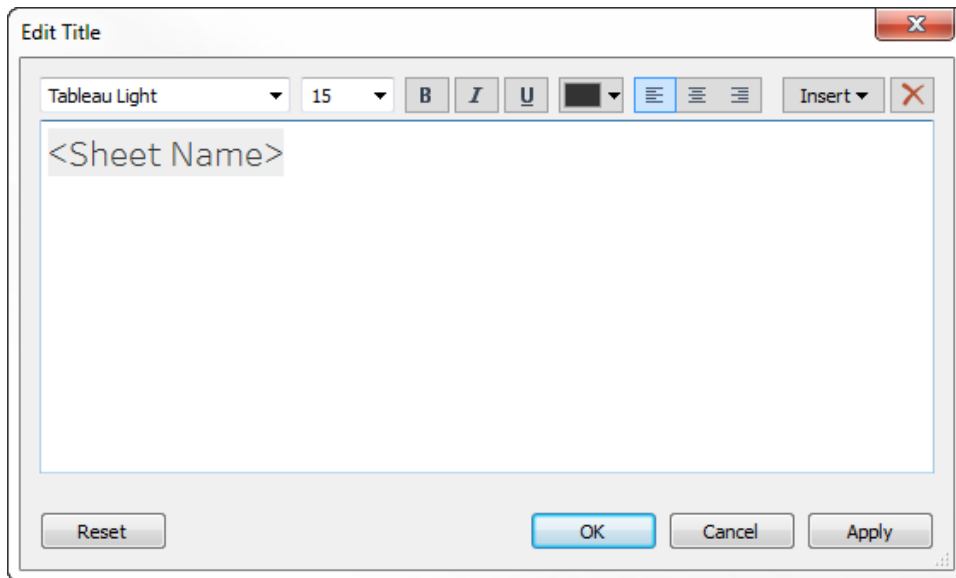 Edit Title
Tableau Light 15 B I U Insert
<Sheet Name>
Reset OK Cancel Apply